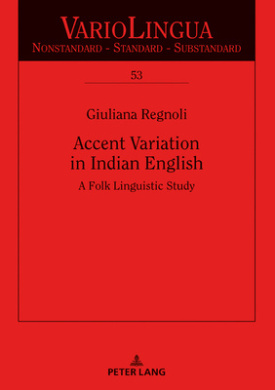 VARIOLINGUA
NONSTANDARD – STANDARD – SUBSTANDARD
53
Giuliana Regnoli
Accent Variation
in Indian English
A Folk Linguistic Study
PETER LANG